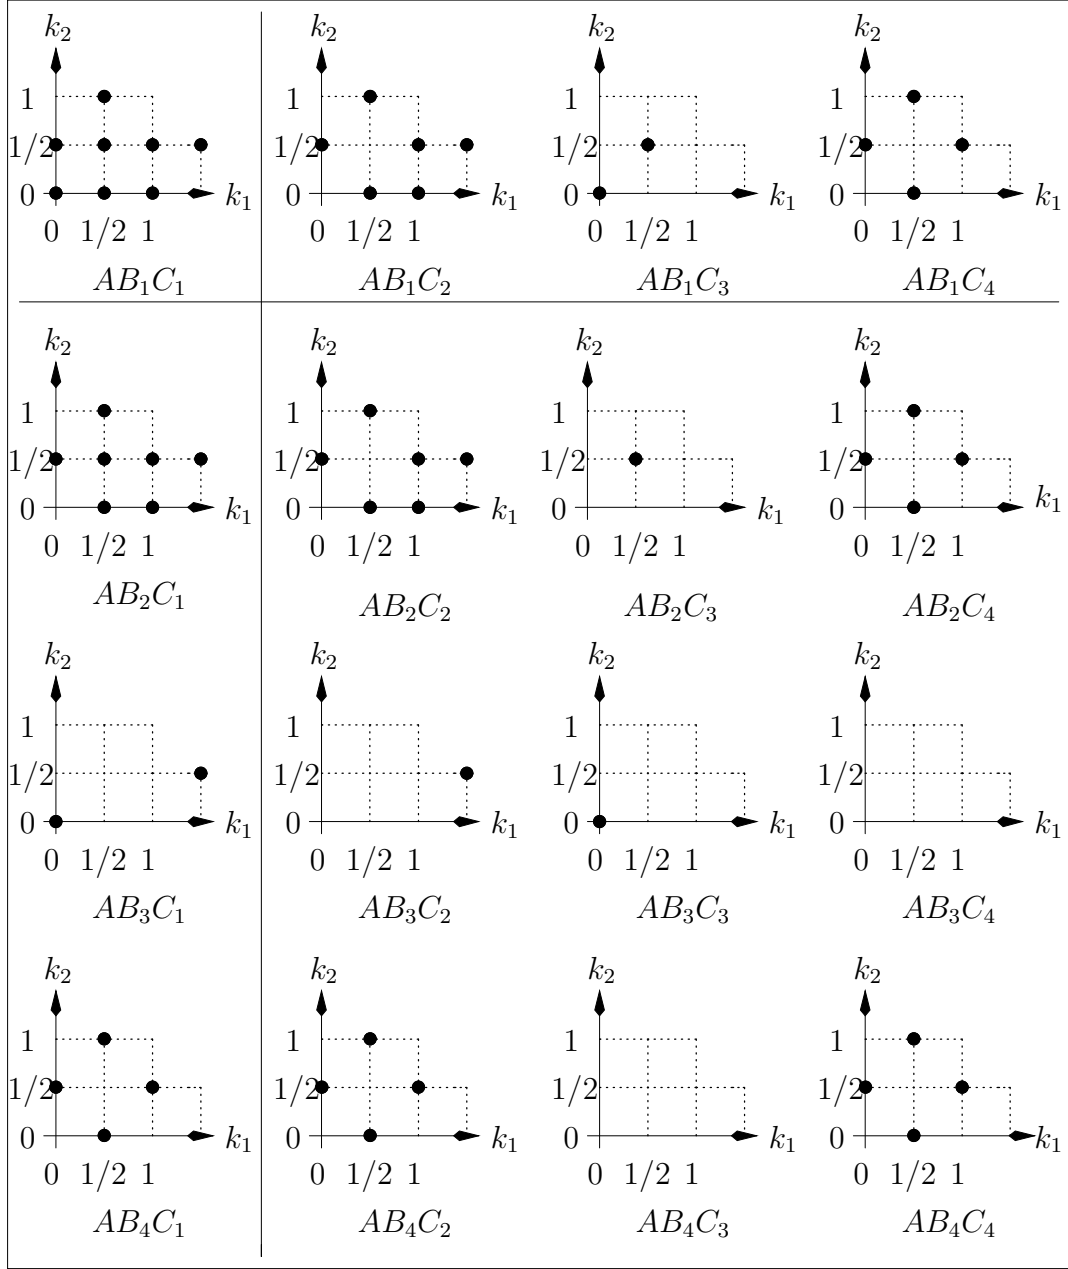 k₂ k₂ k₂ k₂
1 1 1 1
1/2 1/2 1/2 1/2
0 k₁ 0 k₁ 0 k₁ 0 k₁
0 1/2 1 0 1/2 1 0 1/2 1 0 1/2 1
AB₁C₁ AB₁C₂ AB₁C₃ AB₁C₄
k₂ k₂ k₂ k₂
1 1 1 1
1/2 1/2 1/2 1/2
0 k₁ 0 k₁ 0 k₁ 0 k₁
0 1/2 1 0 1/2 1 0 1/2 1 0 1/2 1
AB₂C₁ AB₂C₂ AB₂C₃ AB₂C₄
k₂ k₂ k₂ k₂
1 1 1 1
1/2 1/2 1/2 1/2
0 k₁ 0 k₁ 0 k₁ 0 k₁
0 1/2 1 0 1/2 1 0 1/2 1 0 1/2 1
AB₃C₁ AB₃C₂ AB₃C₃ AB₃C₄
k₂ k₂ k₂ k₂
1 1 1 1
1/2 1/2 1/2 1/2
0 k₁ 0 k₁ 0 k₁ 0 k₁
0 1/2 1 0 1/2 1 0 1/2 1 0 1/2 1
AB₄C₁ AB₄C₂ AB₄C₃ AB₄C₄